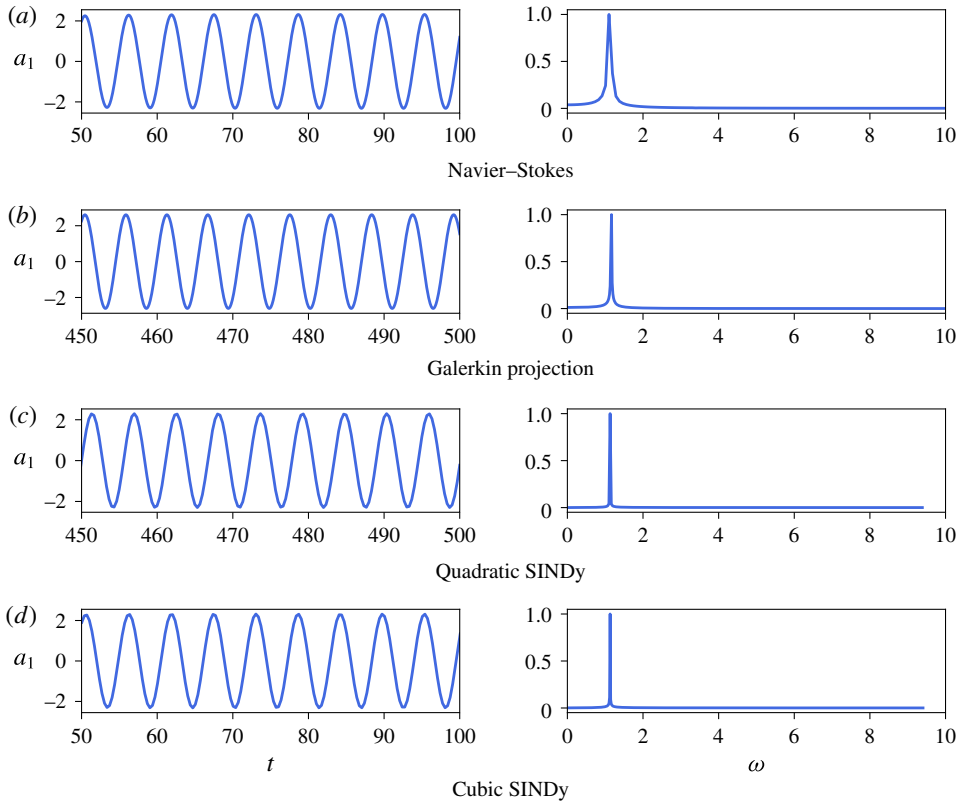 (a)
2
0
−2
a1
50 60 70 80 90 100
1.0
0.5
0
0 2 4 6 8 10
Navier–Stokes
(b)
2
0
−2
a1
450 460 470 480 490 500
1.0
0.5
0
0 2 4 6 8 10
Galerkin projection
(c)
2
0
−2
a1
450 460 470 480 490 500
1.0
0.5
0
0 2 4 6 8 10
Quadratic SINDy
(d)
2
0
−2
a1
50 60 70 80 90 100
t
1.0
0.5
0
0 2 4 6 8 10
ω
Cubic SINDy